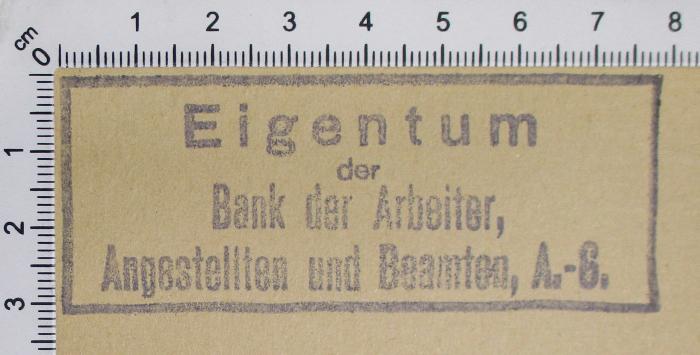 cm
0 1 2 3 4 5 6 7 8
1
2
3
Eigentum
der
Bank der Arbeiter,
Angestellten und Beamten, A.-G.